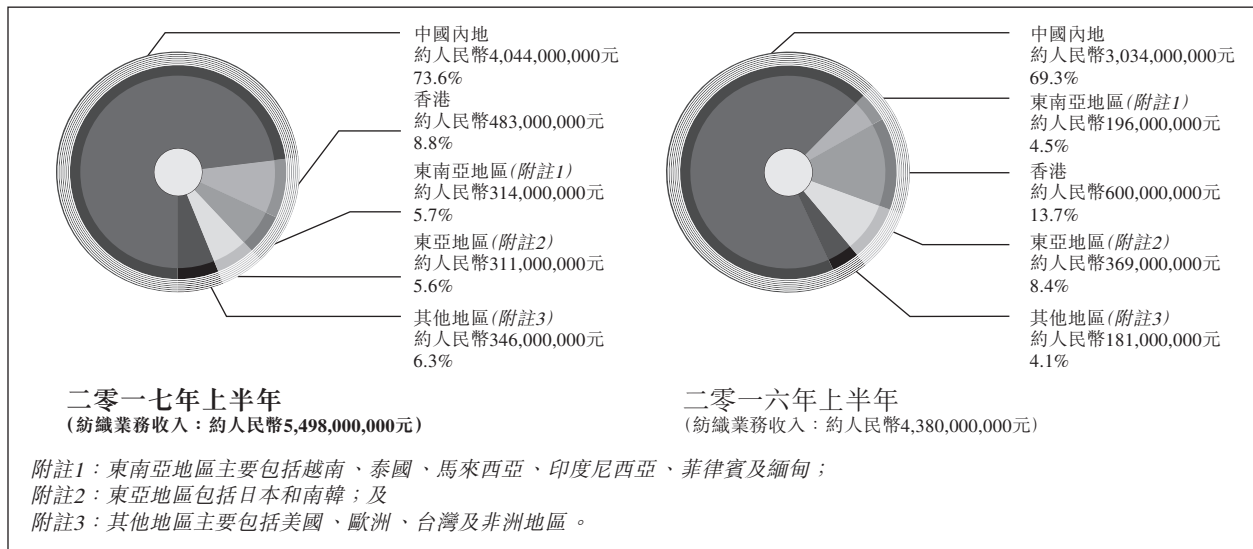 中國內地
約人民幣4,044,000,000元
73.6%
香港
約人民幣483,000,000元
8.8%
東南亞地區(附註1)
約人民幣314,000,000元
5.7%
東亞地區(附註2)
約人民幣311,000,000元
5.6%
其他地區(附註3)
約人民幣346,000,000元
6.3%
二零一七年上半年
(紡織業務收入：約人民幣5,498,000,000元)
中國內地
約人民幣3,034,000,000元
69.3%
東南亞地區(附註1)
約人民幣196,000,000元
4.5%
香港
約人民幣600,000,000元
13.7%
東亞地區(附註2)
約人民幣369,000,000元
8.4%
其他地區(附註3)
約人民幣181,000,000元
4.1%
二零一六年上半年
(紡織業務收入：約人民幣4,380,000,000元)
附註1：東南亞地區主要包括越南、泰國、馬來西亞、印度尼西亞、菲律賓及緬甸；
附註2：東亞地區包括日本和南韓；及
附註3：其他地區主要包括美國、歐洲、台灣及非洲地區。